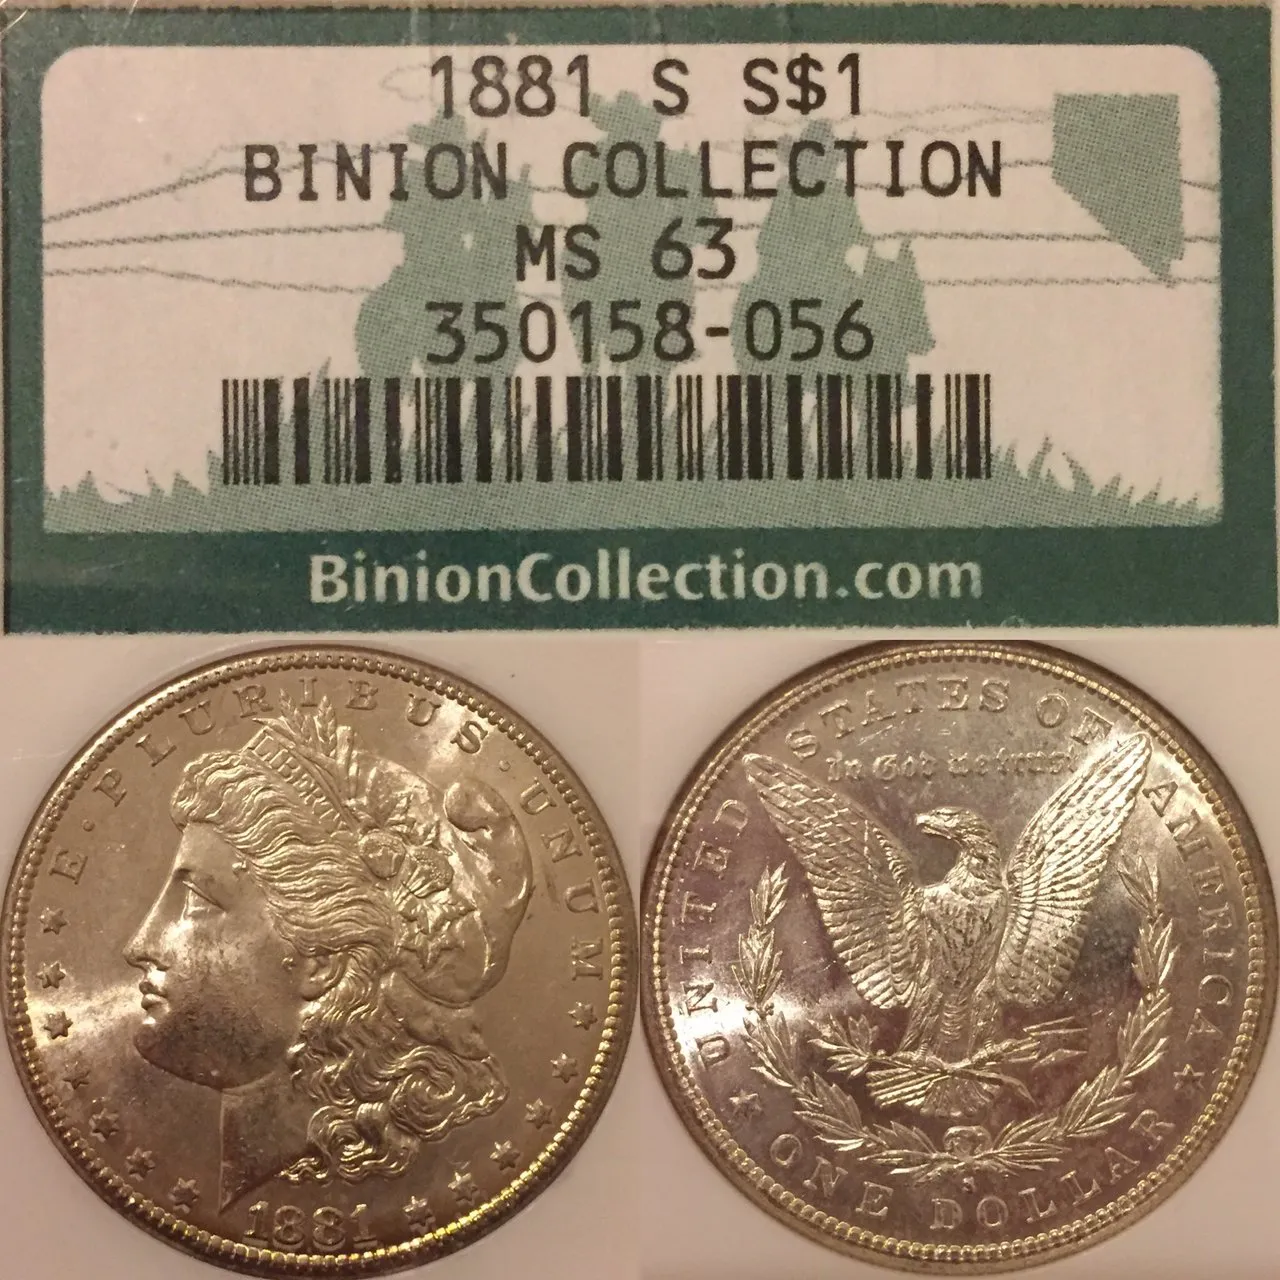 1881 S S$1
BINION COLLECTION
MS 63
350158-056
BinionCollection.com
E · PLURIBUS · UNUM
LIBERTY
1881
UNITED STATES OF AMERICA
In God we trust
S
ONE DOLLAR